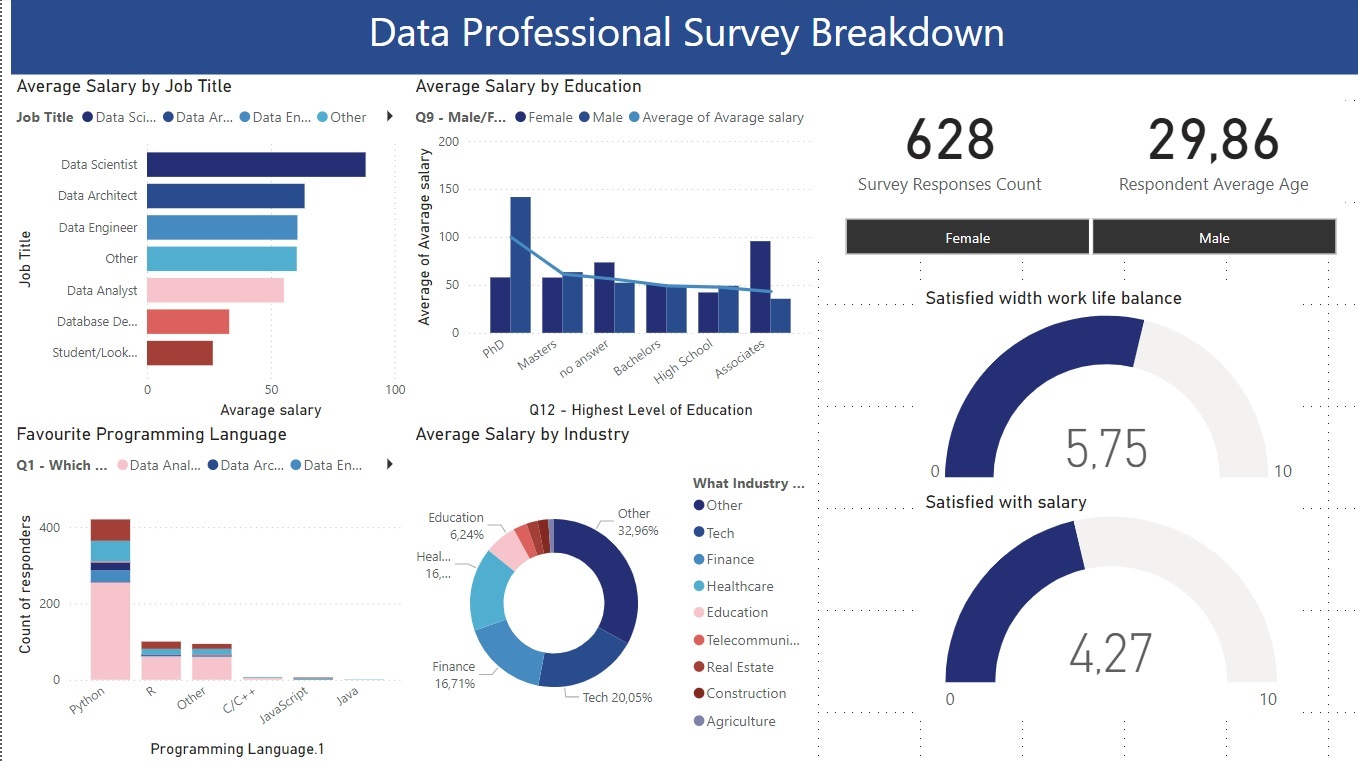 Data Professional Survey Breakdown
Average Salary by Job Title
Job Title Data Sci... Data Ar... Data En... Other
Job Title
Data Scientist
Data Architect
Data Engineer
Other
Data Analyst
Database De...
Student/Look...
0 50 100
Avarage salary
Average Salary by Education
Q9 - Male/F... Female Male Average of Avarage salary
Average of Avarage salary
200
150
100
50
0
PhD Masters no answer Bachelors High School Associates
Q12 - Highest Level of Education
628
Survey Responses Count
29,86
Respondent Average Age
Female Male
Satisfied width work life balance
5,75
0 10
Satisfied with salary
4,27
0 10
Favourite Programming Language
Q1 - Which ... Data Anal... Data Arc... Data En...
Count of responders
400
200
0
Python R Other C/C++ JavaScript Java
Programming Language.1
Average Salary by Industry
Other
32,96%
Tech 20,05%
Finance
16,71%
Heal...
16,...
Education
6,24%
What Industry ...
Other
Tech
Finance
Healthcare
Education
Telecommuni...
Real Estate
Construction
Agriculture